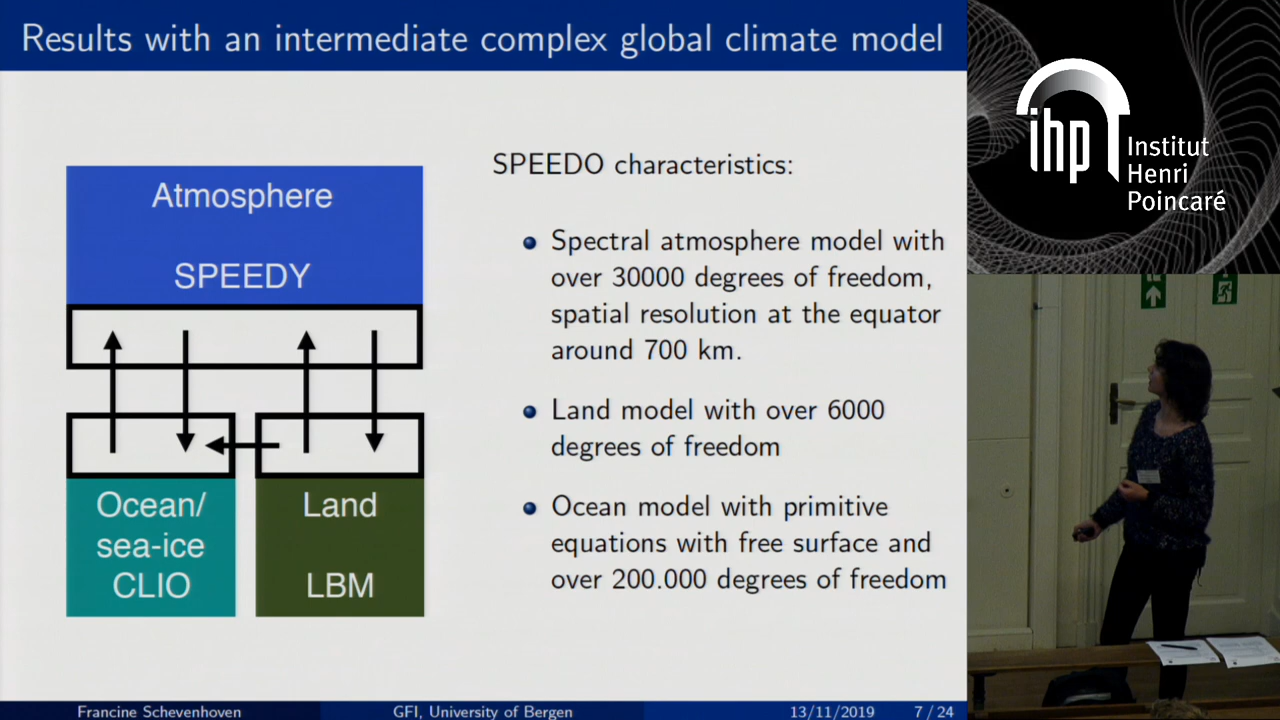 Results with an intermediate complex global climate model
Atmosphere
SPEEDY
Ocean/
sea-ice
CLIO
Land
LBM
SPEEDO characteristics:
Spectral atmosphere model with
over 30000 degrees of freedom,
spatial resolution at the equator
around 700 km.
Land model with over 6000
degrees of freedom
Ocean model with primitive
equations with free surface and
over 200.000 degrees of freedom
Francine Schevenhoven
GFI, University of Bergen
13/11/2019
7 / 24
ihp
Institut
Henri
Poincaré